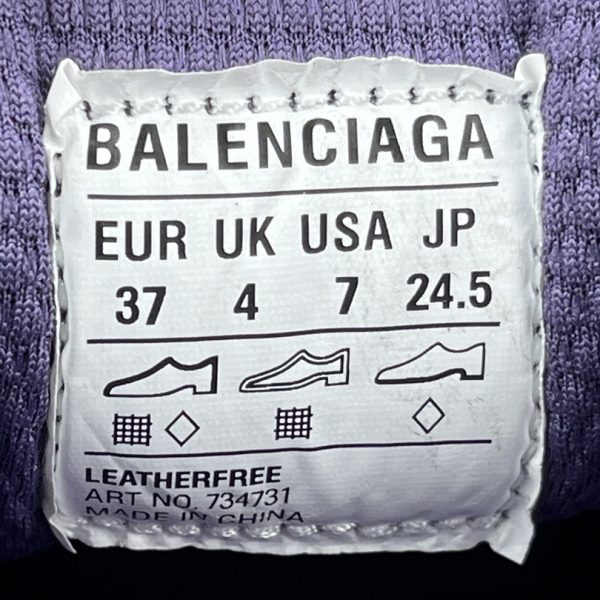 BALENCIAGA
EUR UK USA JP
37 4 7 24.5
LEATHERFREE
ART NO. 734731
MADE IN CHINA